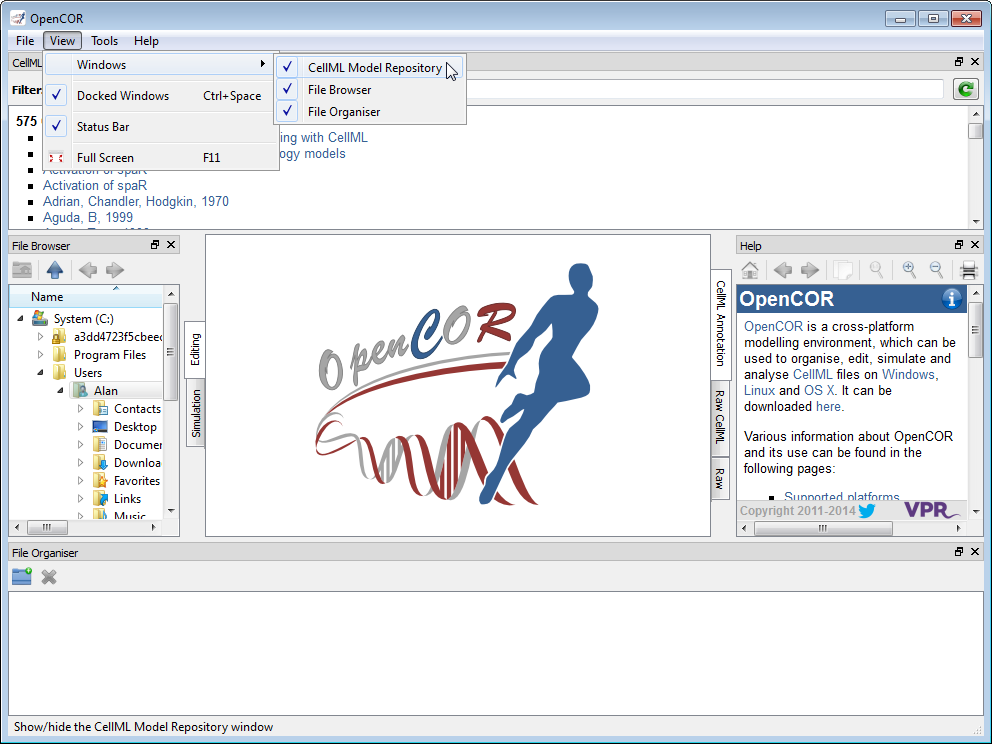 OpenCOR
File View Tools Help
CellML
Windows
CellML Model Repository
Filter:
Docked Windows Ctrl+Space
File Browser
File Organiser
575
Status Bar
ing with CellML
Full Screen F11
ogy models
Activation of spaR
Activation of spaR
Adrian, Chandler, Hodgkin, 1970
Aguda, B, 1999
File Browser
Name
System (C:)
a3dd4723f5cbeec
Program Files
Users
Alan
Contacts
Desktop
Documen
Downloa
Favorites
Links
Music
Editing
Simulation
OpenCOR
CellML Annotation
Raw CellML
Raw
Help
OpenCOR
OpenCOR is a cross-platform
modelling environment, which can be
used to organise, edit, simulate and
analyse CellML files on Windows,
Linux and OS X. It can be
downloaded here.
Various information about OpenCOR
and its use can be found in the
following pages:
Supported platforms
Copyright 2011-2014 VPR
File Organiser
Show/hide the CellML Model Repository window